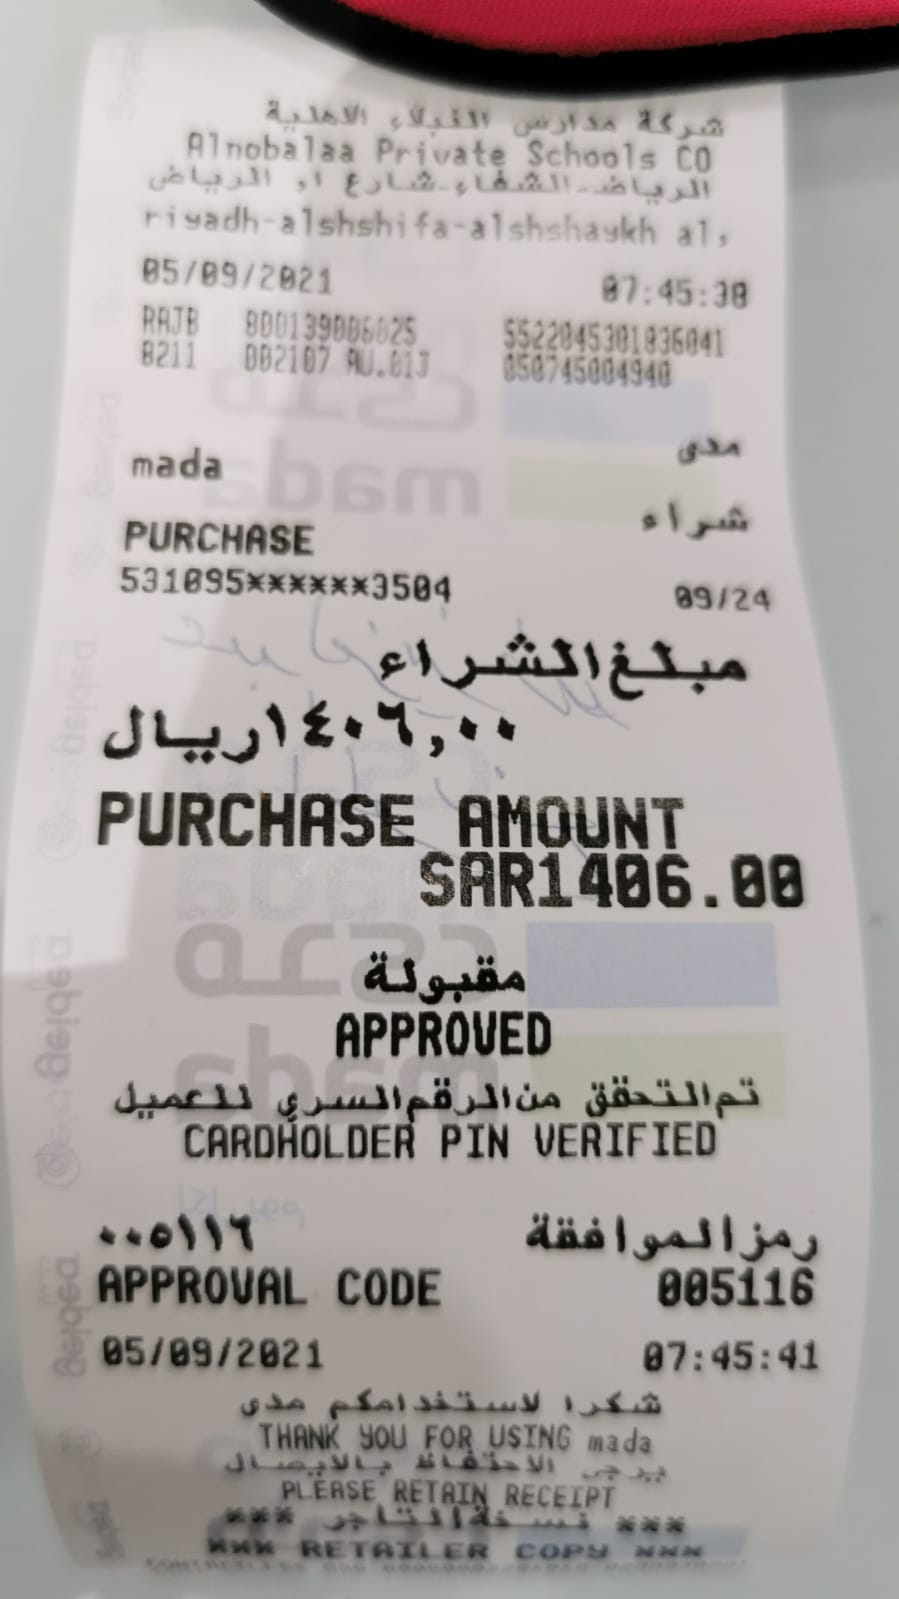 شركة مدارس النبلاء الاهلية
Alnobalaa Private Schools CO
الرياض-الشفاء-شارع او الرياض
riyadh-alshshifa-alshshaykh al,
05/09/2021 07:45:38
RAJB 800139006025 5522045301836041
8211 002107 AU.01J 050745004940
مدى
mada
شراء
PURCHASE
531095******3504 09/24
مبلغ الشراء
١٤٠٦,٠٠ ريال
PURCHASE AMOUNT
SAR1406.00
مقبولة
APPROVED
تم التحقق من الرقم السري للعميل
CARDHOLDER PIN VERIFIED
رمز الموافقة ٠٠٥١١٦
APPROVAL CODE 005116
05/09/2021 07:45:41
شكرا لاستخدامكم مدى
THANK YOU FOR USING mada
يرجى الاحتفاظ بالايصال
PLEASE RETAIN RECEIPT
*** نسخة التاجر ***
*** RETAILER COPY ***